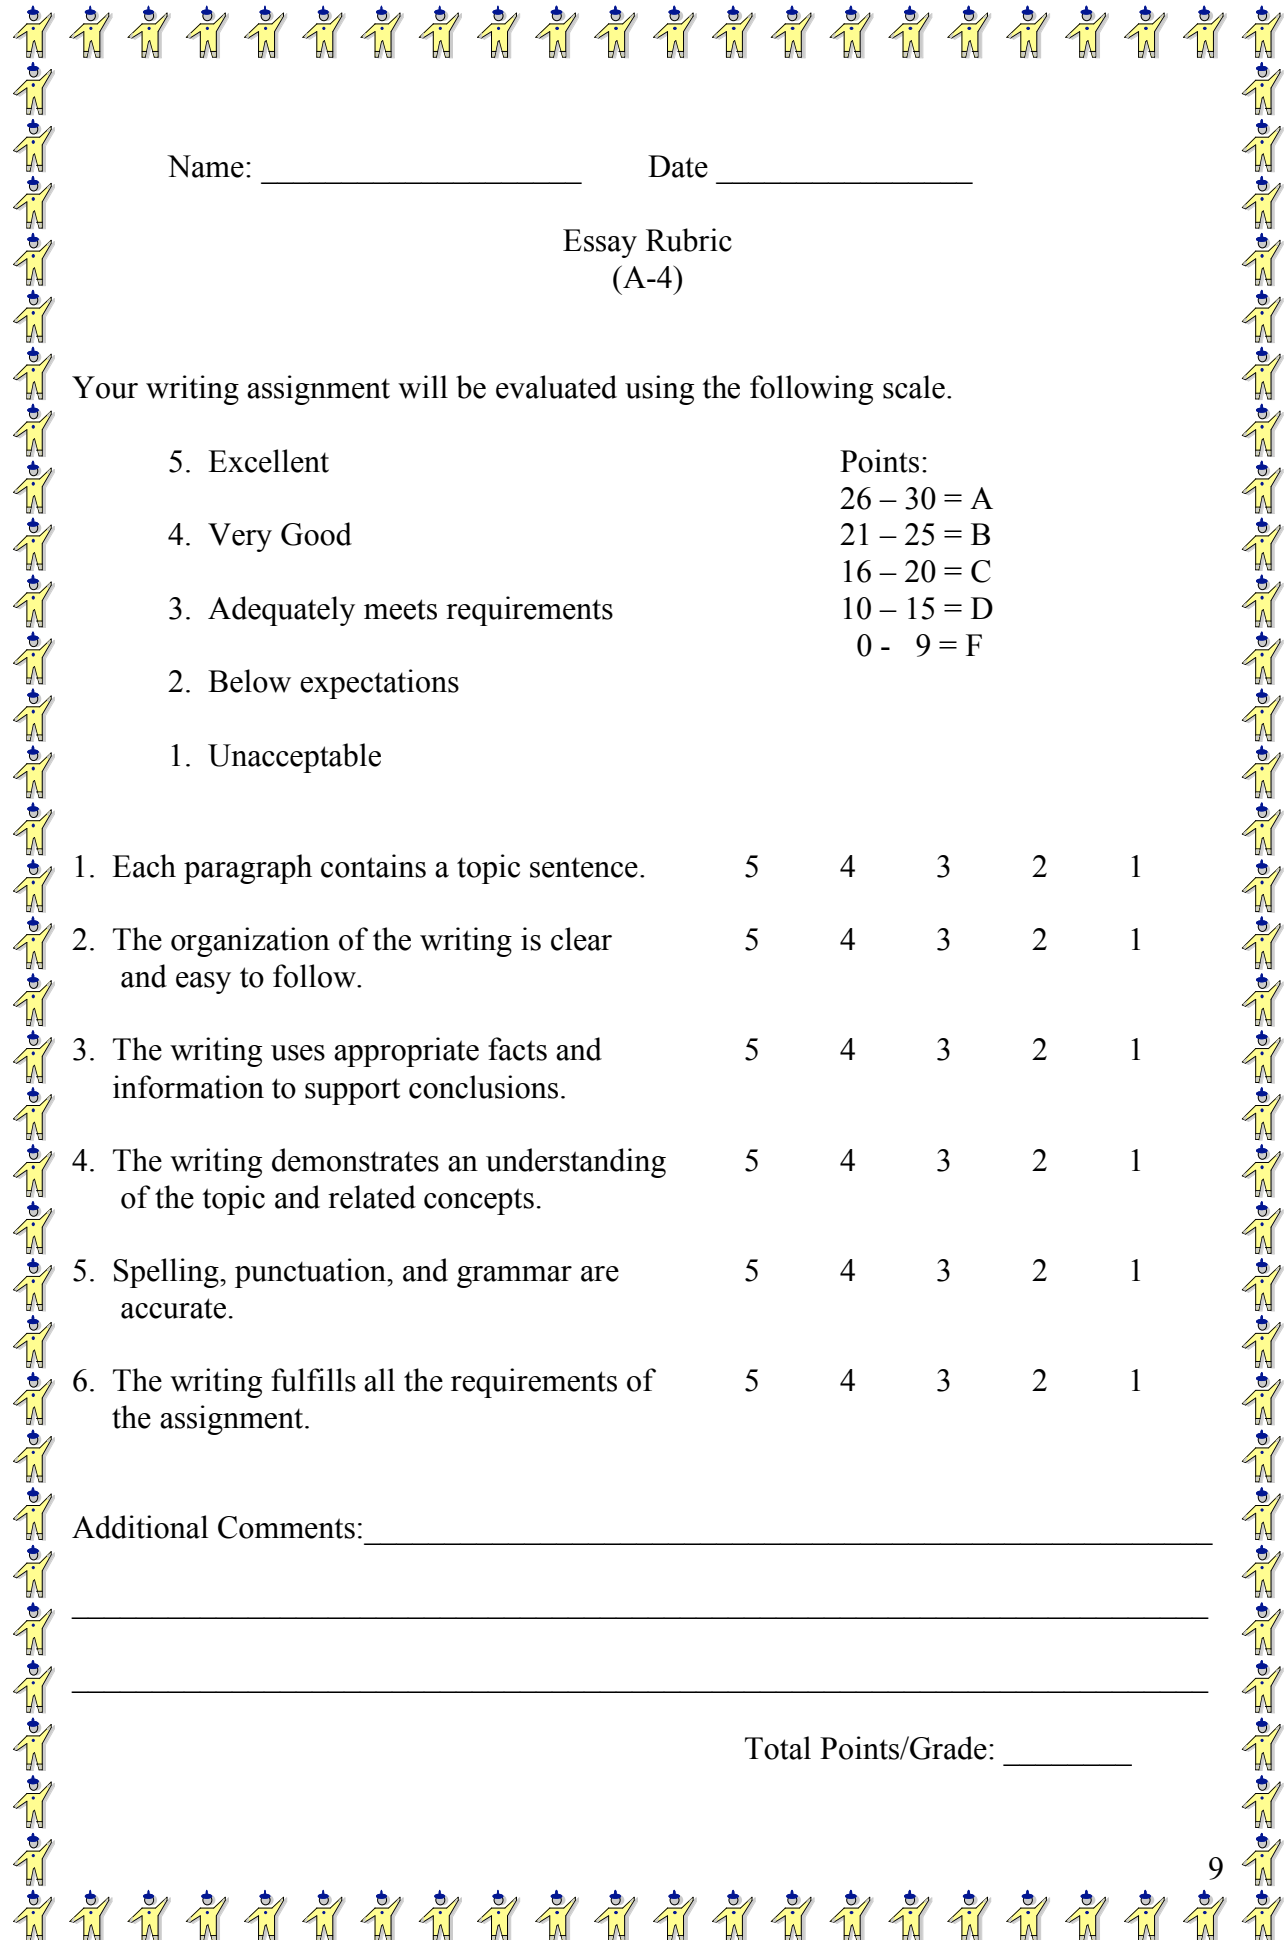 Name: ____________________ Date ________________
Essay Rubric
(A-4)
Your writing assignment will be evaluated using the following scale.
5. Excellent Points:
26 – 30 = A
4. Very Good 21 – 25 = B
16 – 20 = C
3. Adequately meets requirements 10 – 15 = D
0 - 9 = F
2. Below expectations
1. Unacceptable
1. Each paragraph contains a topic sentence. 5 4 3 2 1
2. The organization of the writing is clear 5 4 3 2 1
and easy to follow.
3. The writing uses appropriate facts and 5 4 3 2 1
information to support conclusions.
4. The writing demonstrates an understanding 5 4 3 2 1
of the topic and related concepts.
5. Spelling, punctuation, and grammar are 5 4 3 2 1
accurate.
6. The writing fulfills all the requirements of 5 4 3 2 1
the assignment.
Additional Comments:_____________________________________________________
_______________________________________________________________________
_______________________________________________________________________
Total Points/Grade: ________
9